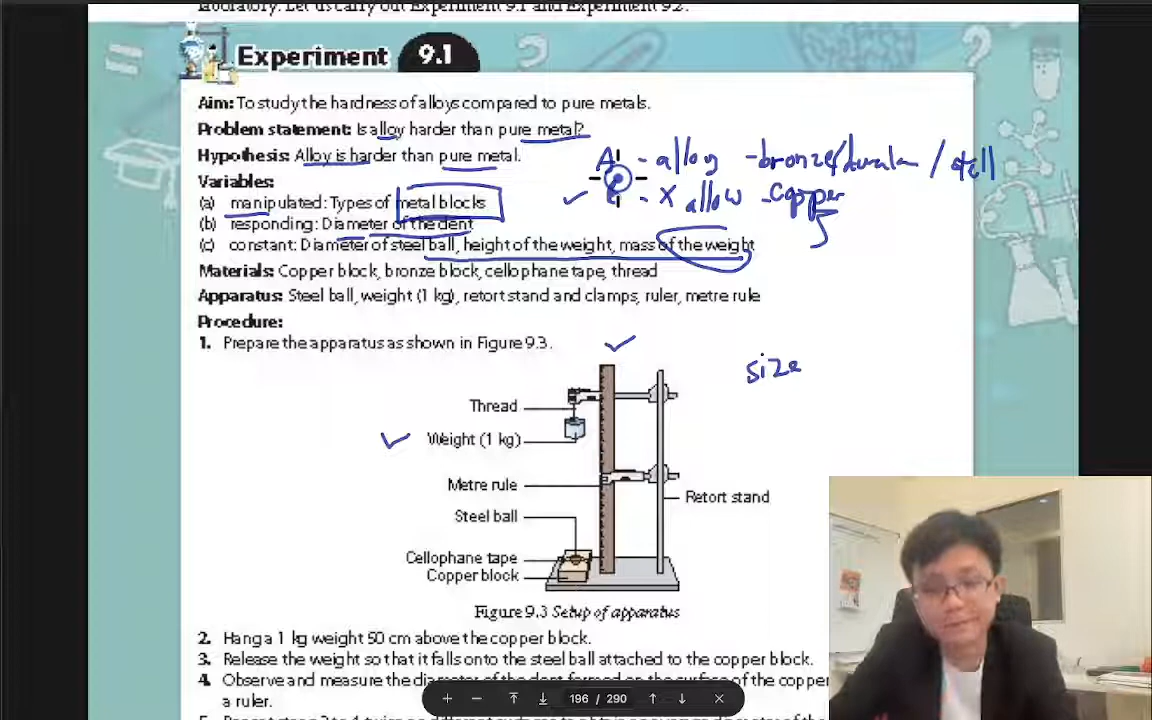 laboratory. Let us carry out Experiment 9.1 and Experiment 9.2.
Experiment 9.1
Aim: To study the hardness of alloys compared to pure metals.
Problem statement: Is alloy harder than pure metal?
Hypothesis: Alloy is harder than pure metal.
A - alloy - bronze/duralu / stell
Variables:
(a) manipulated: Types of metal blocks
x allow - copper
(b) responding: Diameter of the dent
(c) constant: Diameter of steel ball, height of the weight, mass of the weight
Materials: Copper block, bronze block, cellophane tape, thread
Apparatus: Steel ball, weight (1 kg), retort stand and clamps, ruler, metre rule
Procedure:
1. Prepare the apparatus as shown in Figure 9.3.
size
Thread
Weight (1 kg)
Metre rule
Retort stand
Steel ball
Cellophane tape
Copper block
Figure 9.3 Setup of apparatus
2. Hang a 1 kg weight 50 cm above the copper block.
3. Release the weight so that it falls onto the steel ball attached to the copper block.
4. Observe and measure the diameter of the dent formed on the surface of the copper
a ruler.
196 / 290